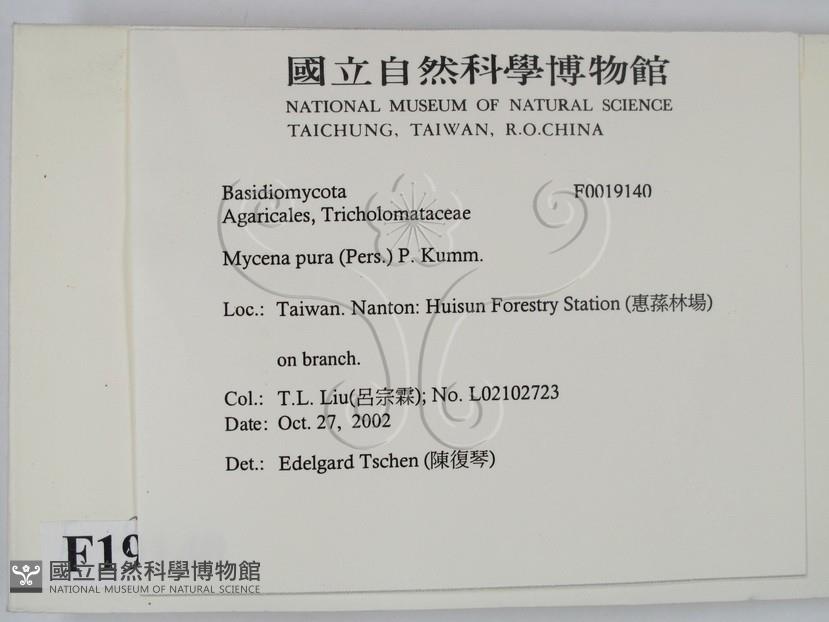 國立自然科學博物館
NATIONAL MUSEUM OF NATURAL SCIENCE
TAICHUNG, TAIWAN, R.O.CHINA
Basidiomycota F0019140
Agaricales, Tricholomataceae
Mycena pura (Pers.) P. Kumm.
Loc.: Taiwan. Nanton: Huisun Forestry Station (惠蓀林場)
on branch.
Col.: T.L. Liu(呂宗霖); No. L02102723
Date: Oct. 27, 2002
Det.: Edelgard Tschen (陳復琴)
F19
國立自然科學博物館
NATIONAL MUSEUM OF NATURAL SCIENCE